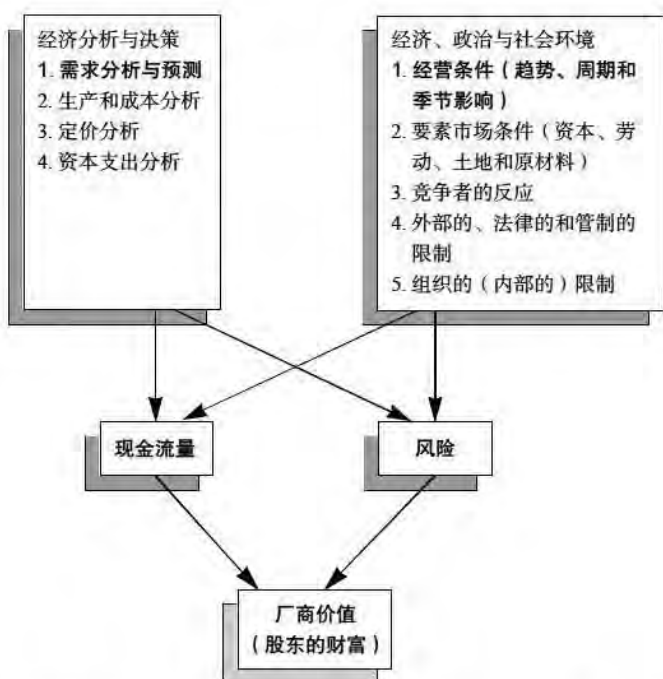 经济分析与决策
1. 需求分析与预测
2. 生产和成本分析
3. 定价分析
4. 资本支出分析
经济、政治与社会环境
1. 经营条件（趋势、周期和
季节影响）
2. 要素市场条件（资本、劳
动、土地和原材料）
3. 竞争者的反应
4. 外部的、法律的和管制的
限制
5. 组织的（内部的）限制
现金流量
风险
厂商价值
（股东的财富）